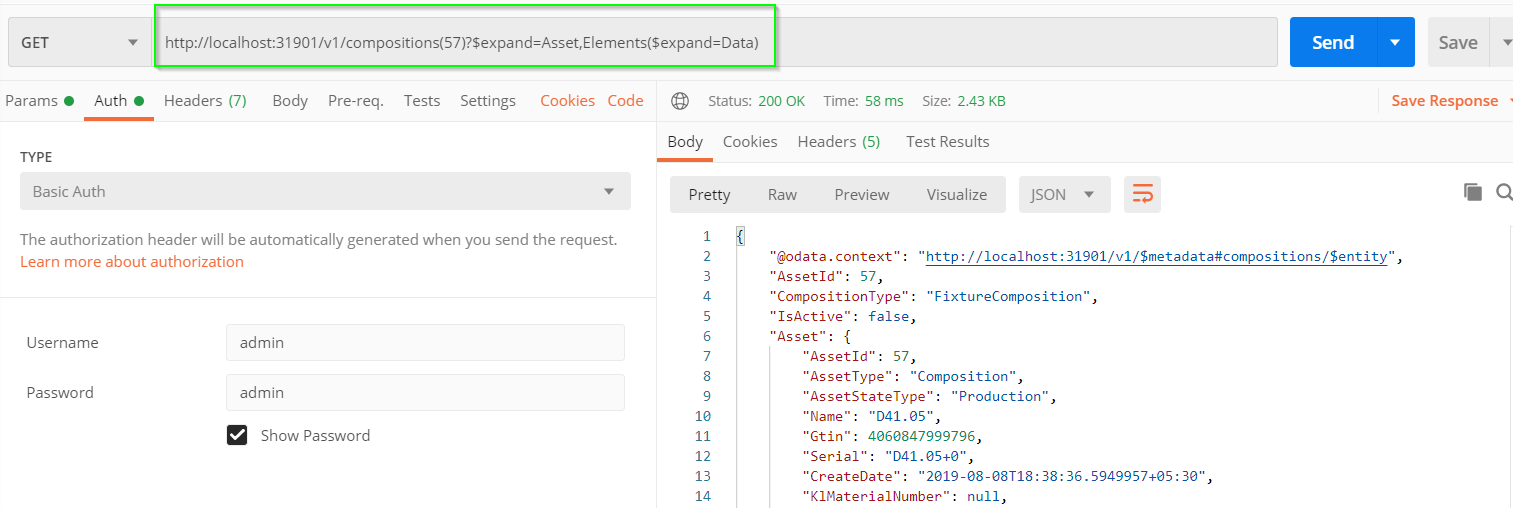 GET http://localhost:31901/v1/compositions(57)?$expand=Asset,Elements($expand=Data) Send Save
Params Auth Headers (7) Body Pre-req. Tests Settings Cookies Code
Status: 200 OK Time: 58 ms Size: 2.43 KB Save Response
TYPE
Basic Auth
The authorization header will be automatically generated when you send the request.
Learn more about authorization
Username admin
Password admin
Show Password
Body Cookies Headers (5) Test Results
Pretty Raw Preview Visualize JSON
1 {
2 "@odata.context": "http://localhost:31901/v1/$metadata#compositions/$entity",
3 "AssetId": 57,
4 "CompositionType": "FixtureComposition",
5 "IsActive": false,
6 "Asset": {
7 "AssetId": 57,
8 "AssetType": "Composition",
9 "AssetStateType": "Production",
10 "Name": "D41.05",
11 "Gtin": 4060847999796,
12 "Serial": "D41.05+0",
13 "CreateDate": "2019-08-08T18:38:36.5949957+05:30",
14 "KlMaterialNumber": null,